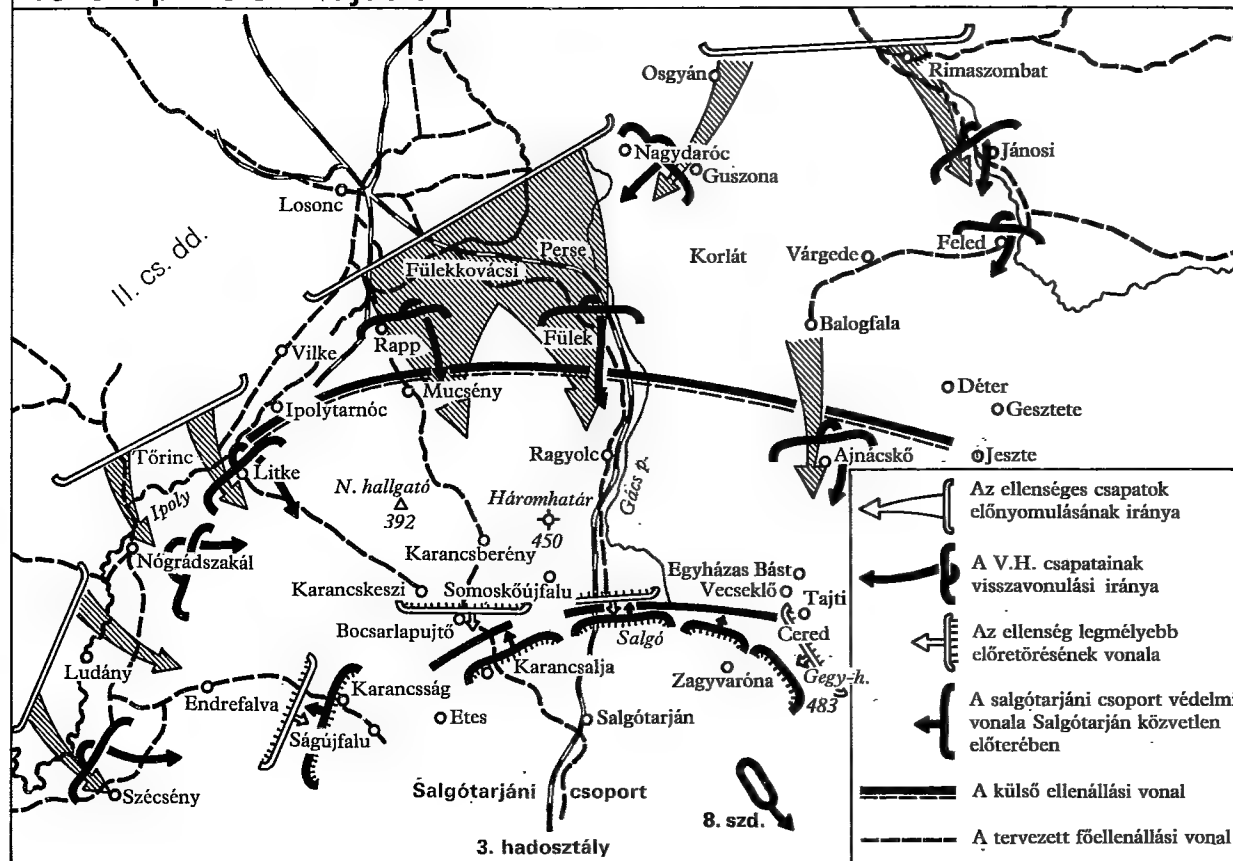 Osgyán
Rimaszombat
Nagydaróc
Guszona
Jánosi
Losonc
Perse
Korlát
Várgede
Feled
II. cs. dd.
Fülekkovácsi
Balogfala
Vilke
Rapp
Fülek
Mucsény
Déter
Ipolytarnóc
Gesztete
Tőrinc
Litke
Ragyolc
Ajnácskő
Jeszte
Ipoly
N. hallgató
392
Háromhatár
450
Gács p.
Nógrádszakál
Karancsberény
Karancskeszi
Somoskőújfalu
Egyházas Bást
Vecseklő
Tajti
Bocsarlapujtő
Salgó
Cered
Ludány
Karancsalja
Zagyvaróna
Gegy-h.
483
Endrefalva
Karancsság
Etes
Salgótarján
Ságújfalu
Szécsény
Salgótarjáni csoport
8. szd.
3. hadosztály
Az ellenséges csapatok
előnyomulásának iránya
A V.H. csapatainak
visszavonulási iránya
Az ellenség legmélyebb
előretörésének vonala
A salgótarjáni csoport védelmi
vonala Salgótarján közvetlen
előterében
A külső ellenállási vonal
A tervezett főellenállási vonal